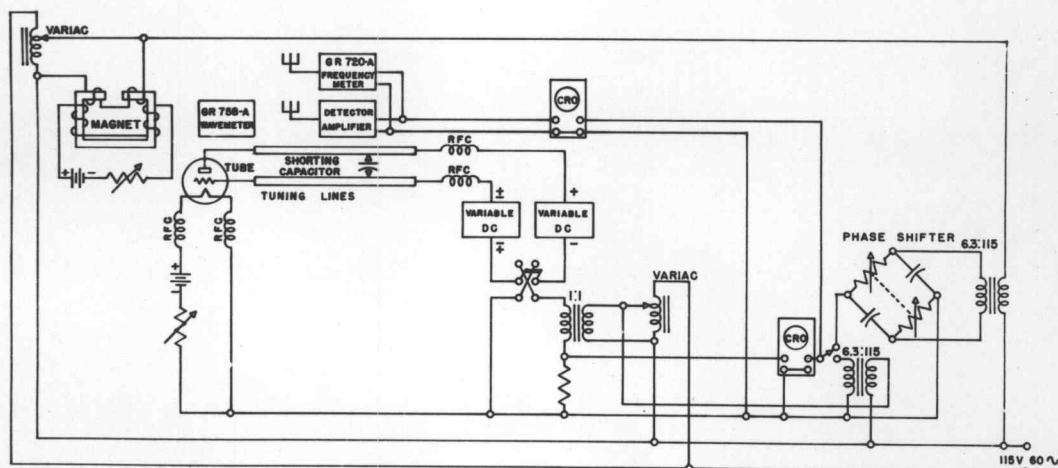 VARIAC
MAGNET
+
−
GR 758-A
WAVEMETER
GR 720-A
FREQUENCY
METER
DETECTOR
AMPLIFIER
CRO
RFC
TUBE
SHORTING
CAPACITOR
RFC
TUNING LINES
RFC
RFC
+
±
+
VARIABLE
DC
VARIABLE
DC
∓
−
1:1
VARIAC
PHASE SHIFTER
6.3:115
CRO
6.3:115
115V 60∿